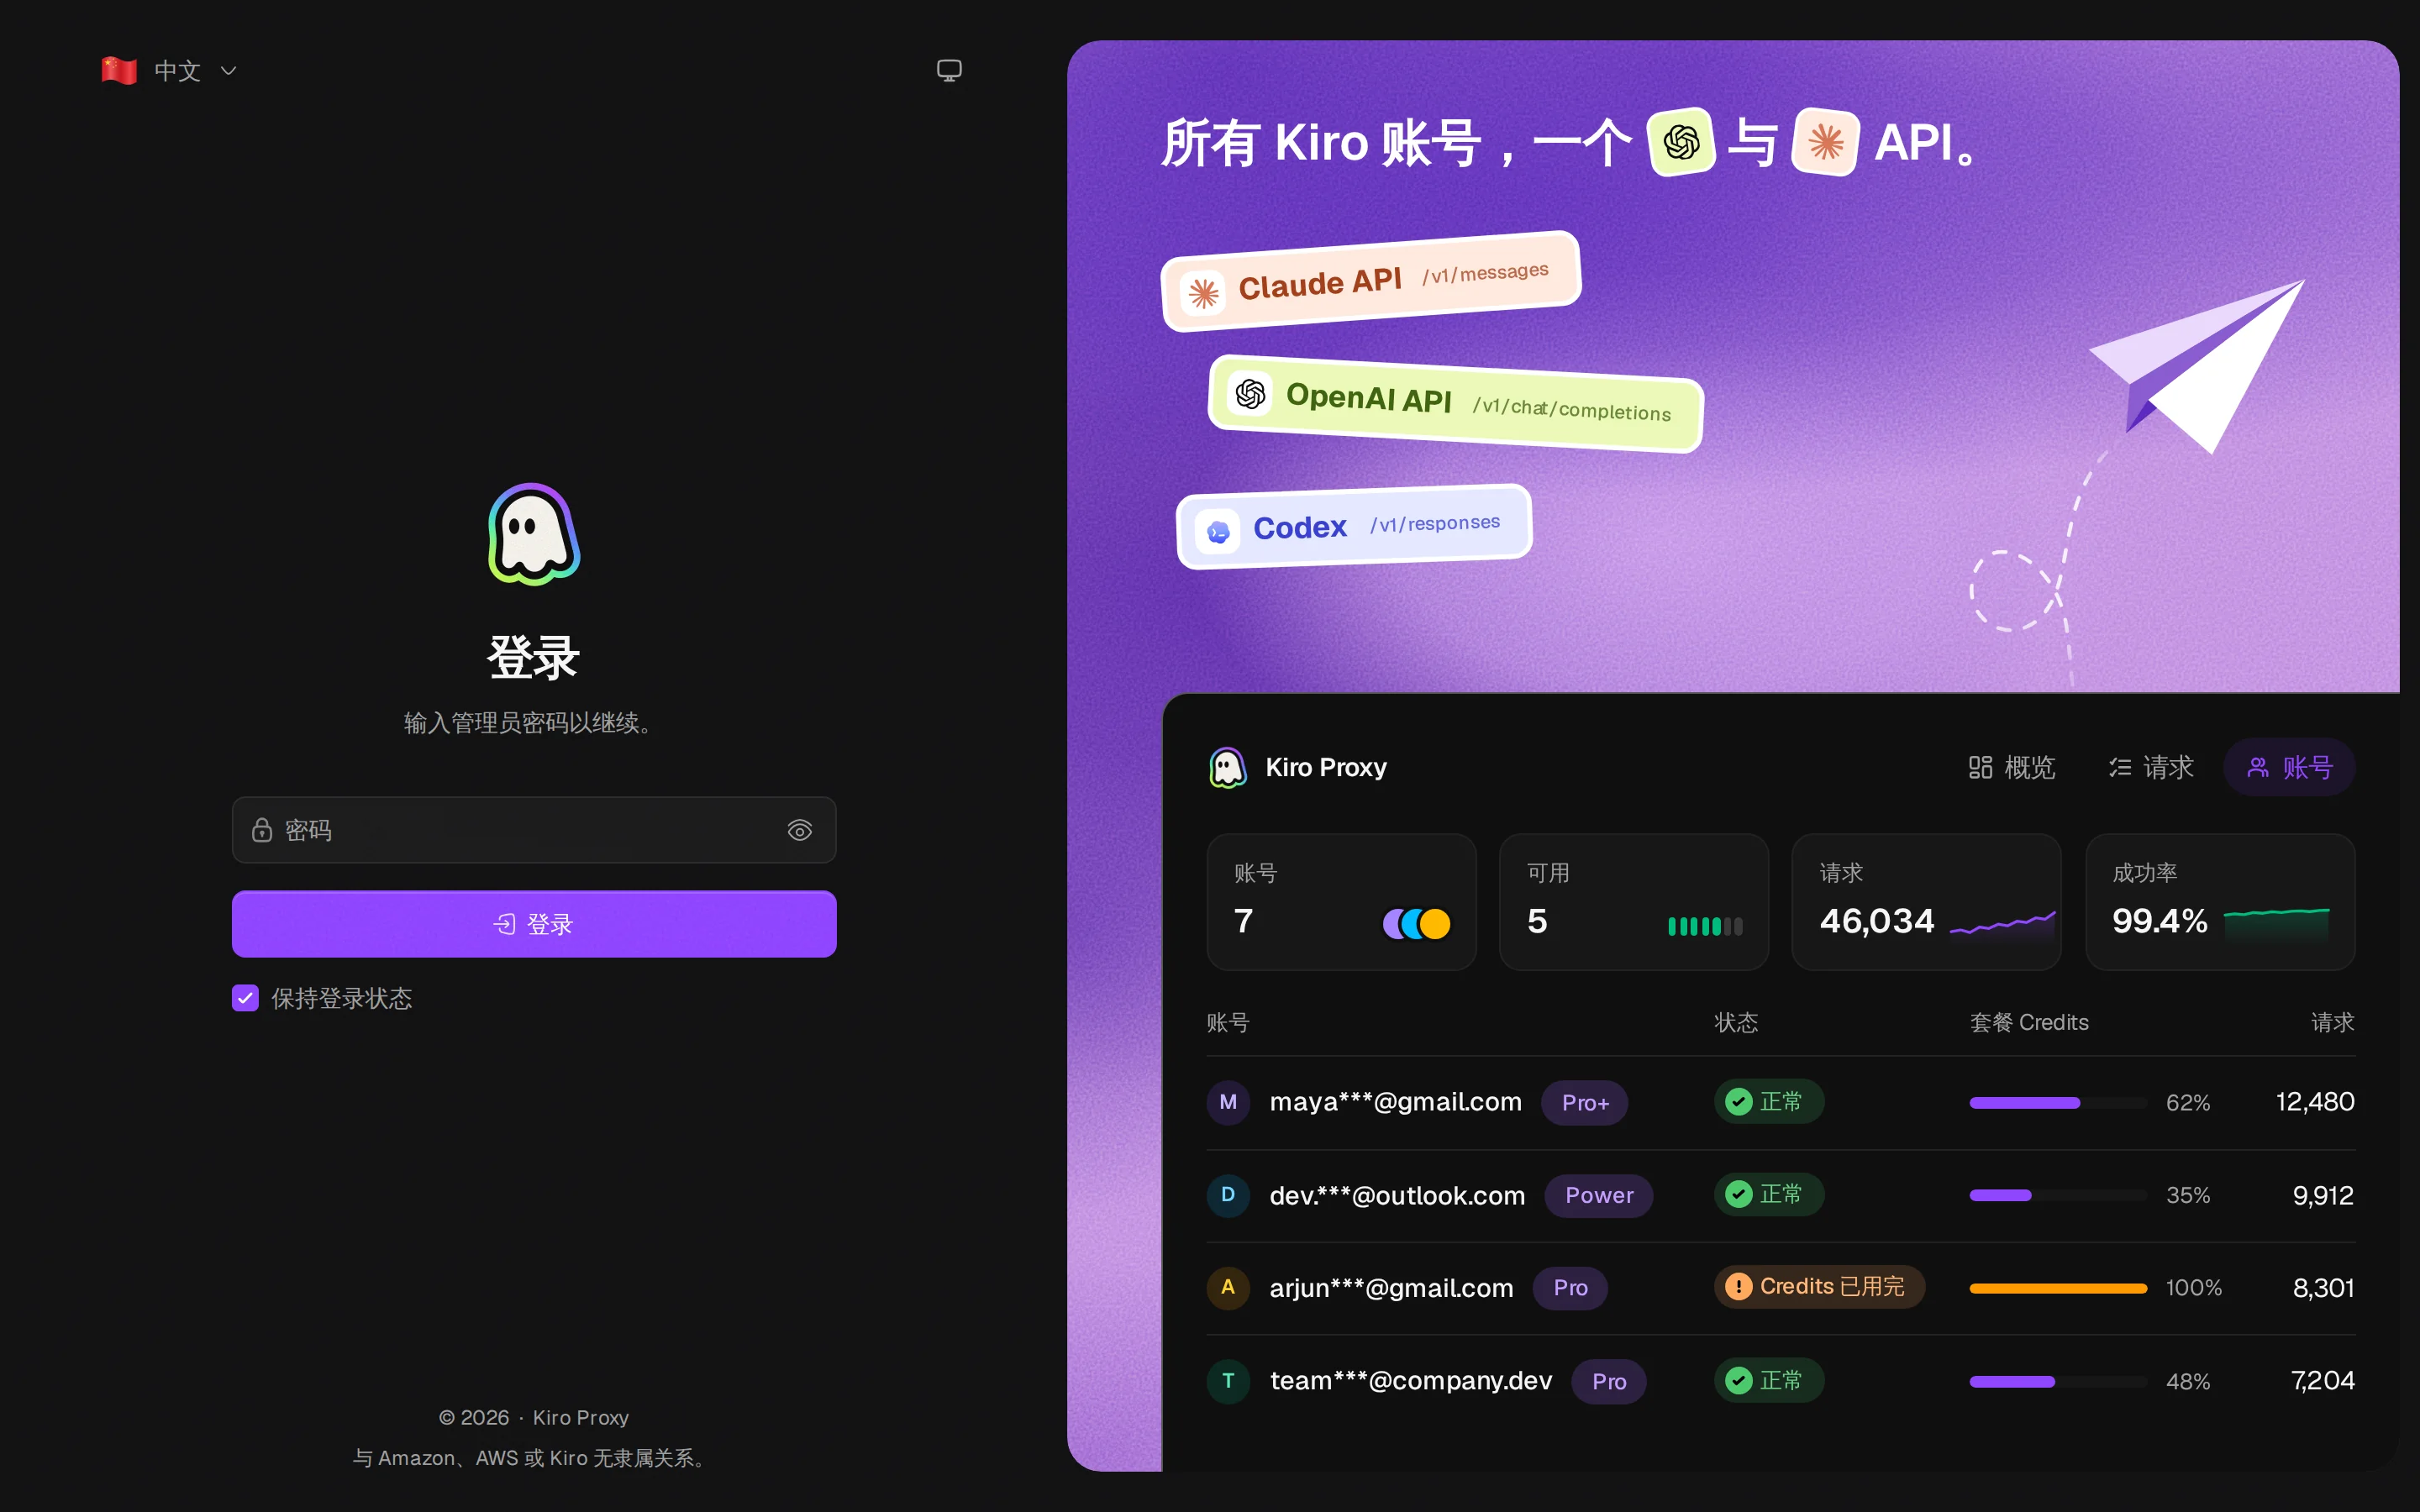 中文
登录
输入管理员密码以继续。
密码
登录
保持登录状态
© 2026 · Kiro Proxy
与 Amazon、AWS 或 Kiro 无隶属关系。
所有 Kiro 账号，一个 与 API。
Claude API /v1/messages
OpenAI API /v1/chat/completions
Codex /v1/responses
Kiro Proxy 概览 请求 账号
账号 可用 请求 成功率
7 5 46,034 99.4%
账号 状态 套餐 Credits 请求
M maya***@gmail.com Pro+ 正常 62% 12,480
D dev.***@outlook.com Power 正常 35% 9,912
A arjun***@gmail.com Pro Credits 已用完 100% 8,301
T team***@company.dev Pro 正常 48% 7,204